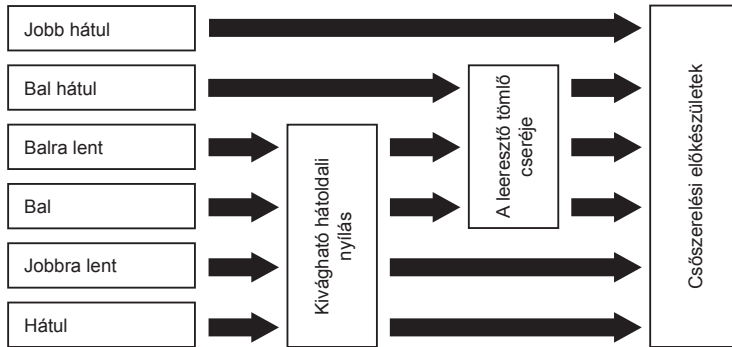 Jobb hátul
Bal hátul
Balra lent
Bal
Jobbra lent
Hátul
Kivágható hátoldali
nyílás
A leeresztő tömlő
cseréje
Csőszerelési előkészületek